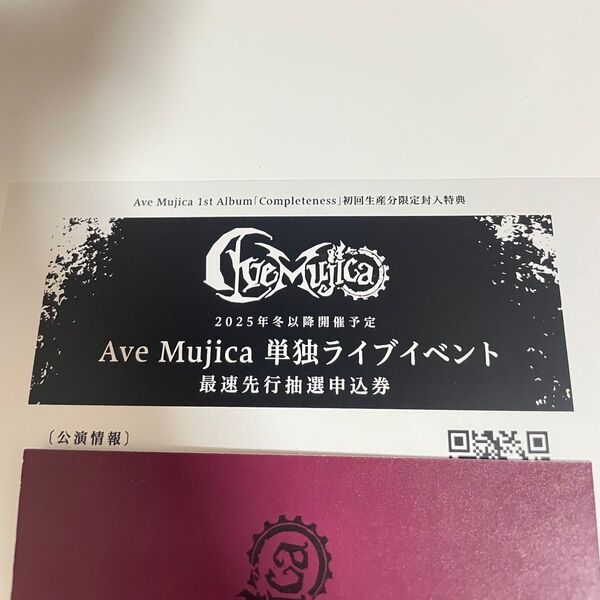 Ave Mujica 1st Album「Completeness」初回生産分限定封入特典
Ave Mujica
2025年冬以降開催予定
Ave Mujica 単独ライブイベント
最速先行抽選申込券
〔公演情報〕